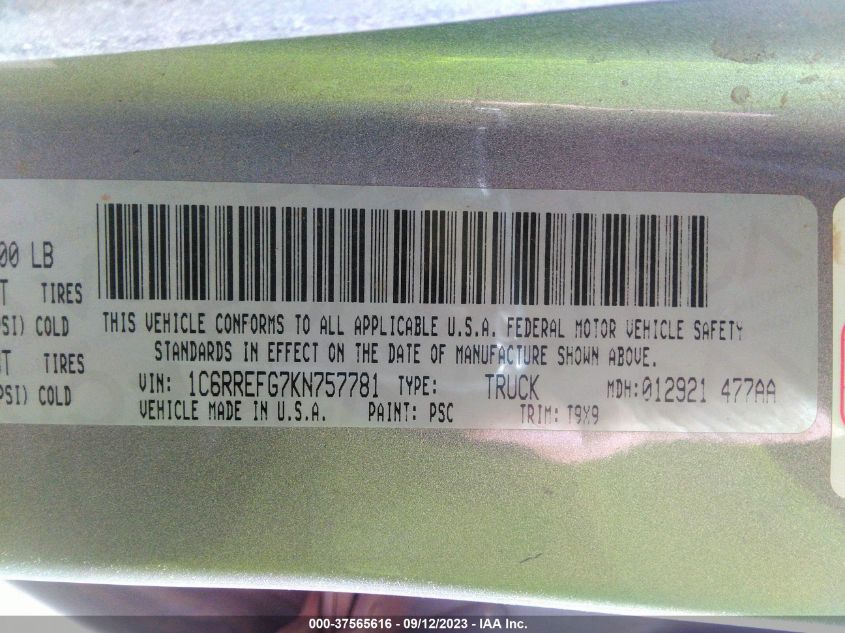 00 LB
T TIRES
PSI) COLD
ST TIRES
PSI) COLD
THIS VEHICLE CONFORMS TO ALL APPLICABLE U.S.A. FEDERAL MOTOR VEHICLE SAFETY
STANDARDS IN EFFECT ON THE DATE OF MANUFACTURE SHOWN ABOVE.
VIN: 1C6RREFG7KN757781 TYPE: TRUCK MDH:012921 477AA
VEHICLE MADE IN U.S.A. PAINT: PSC TRIM: T9X9
000-37565616 - 09/12/2023 - IAA Inc.